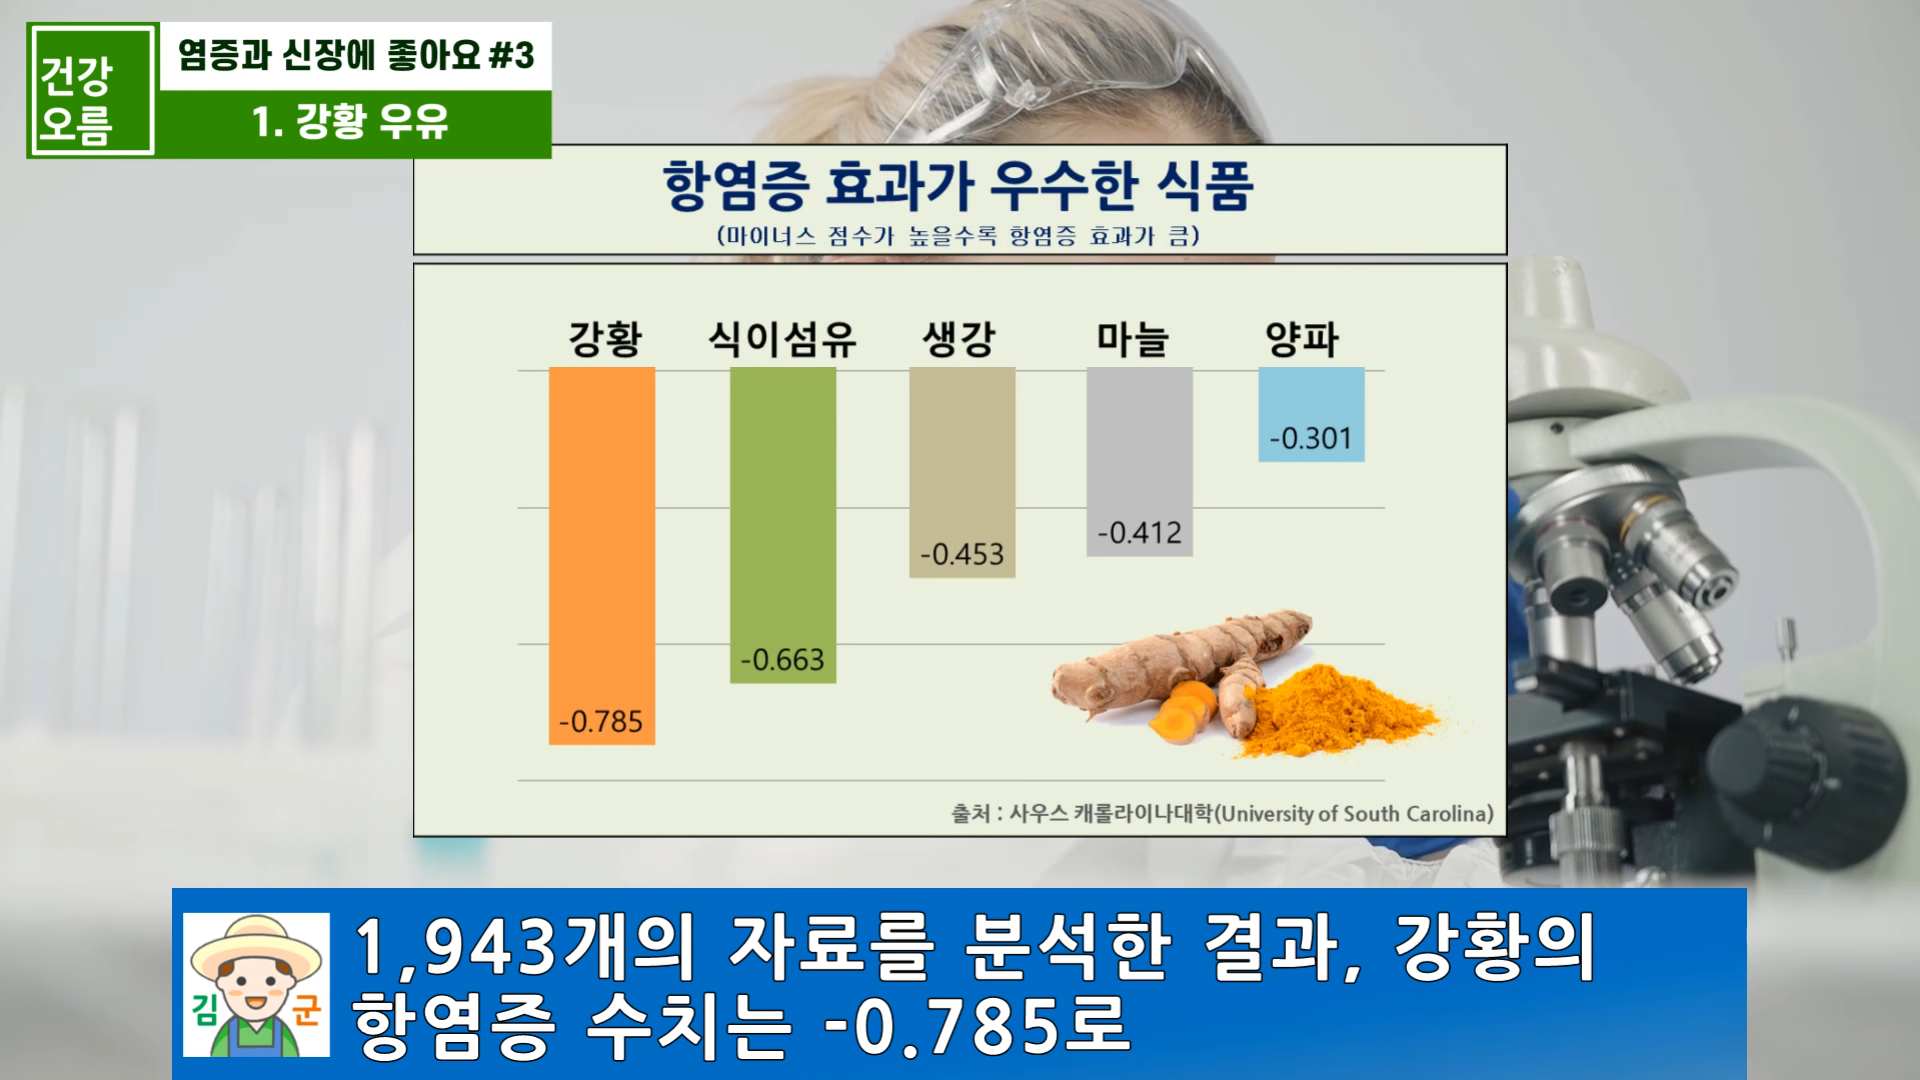 건강
오름
염증과 신장에 좋아요 #3
1. 강황 우유
항염증 효과가 우수한 식품
(마이너스 점수가 높을수록 항염증 효과가 큼)
강황 식이섬유 생강 마늘 양파
-0.301
-0.412
-0.453
-0.663
-0.785
출처 : 사우스 캐롤라이나대학(University of South Carolina)
김 군
1,943개의 자료를 분석한 결과, 강황의
항염증 수치는 -0.785로